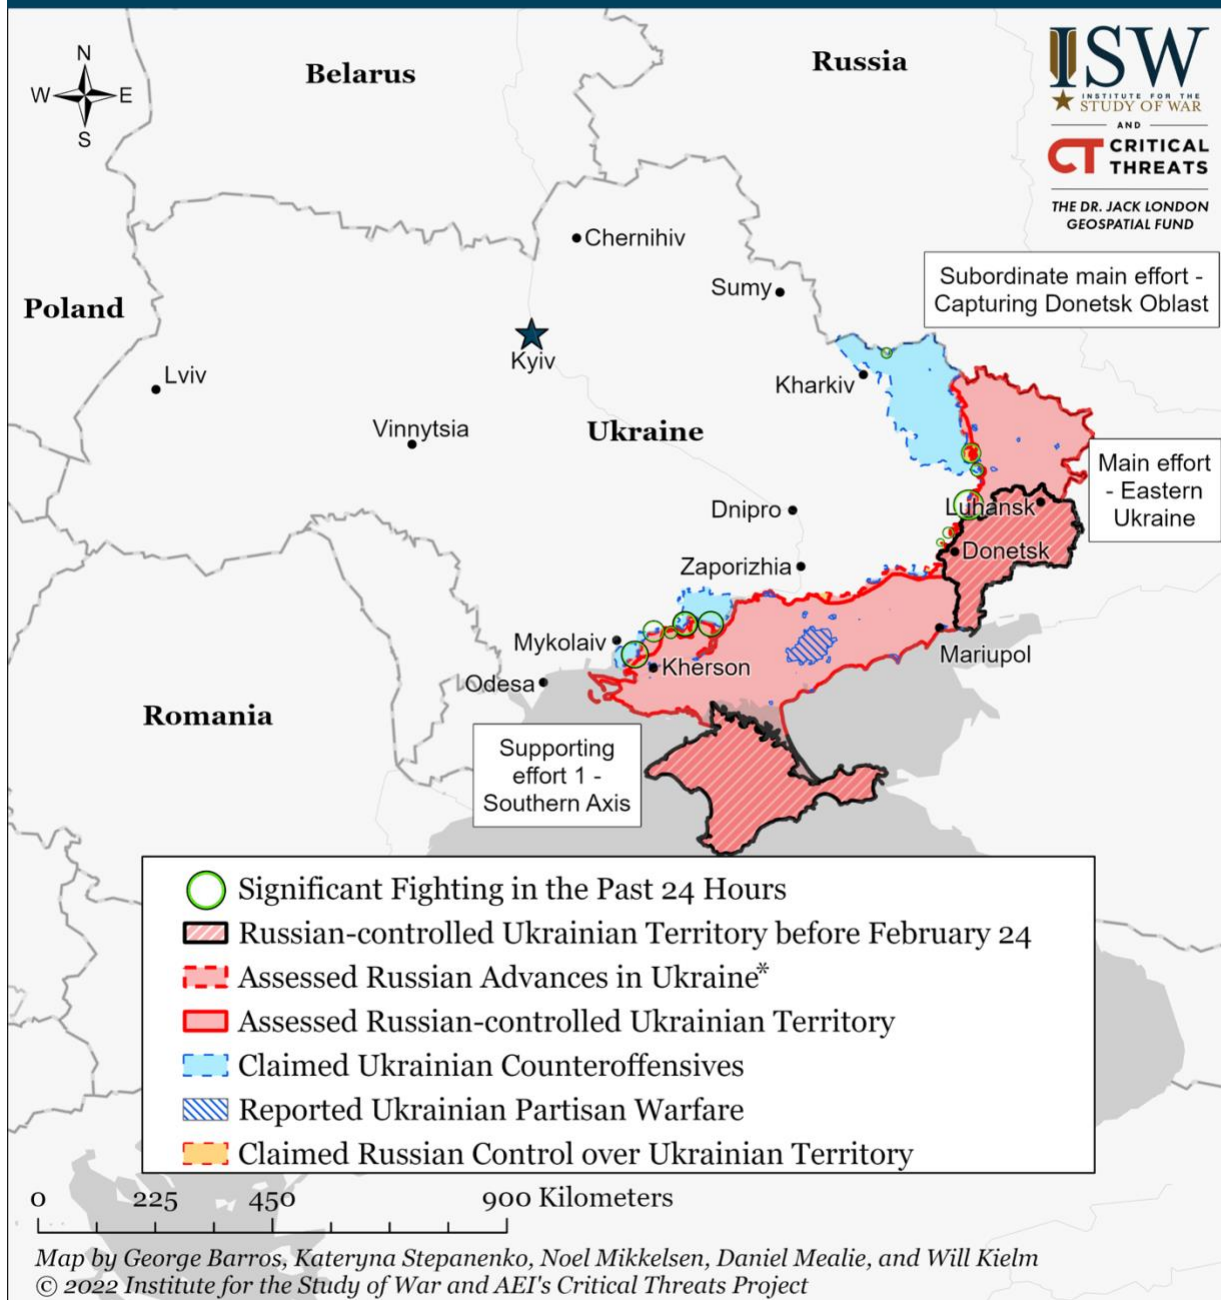 N
W E
S
Belarus
Russia
ISW
INSTITUTE FOR THE
STUDY OF WAR
AND
CT CRITICAL
THREATS
THE DR. JACK LONDON
GEOSPATIAL FUND
Chernihiv
Sumy
Subordinate main effort -
Capturing Donetsk Oblast
Poland
Kyiv
Lviv
Kharkiv
Vinnytsia
Ukraine
Main effort
- Eastern
Ukraine
Dnipro
Luhansk
Donetsk
Zaporizhia
Mykolaiv
Kherson
Mariupol
Odesa
Romania
Supporting
effort 1 -
Southern Axis
Significant Fighting in the Past 24 Hours
Russian-controlled Ukrainian Territory before February 24
Assessed Russian Advances in Ukraine*
Assessed Russian-controlled Ukrainian Territory
Claimed Ukrainian Counteroffensives
Reported Ukrainian Partisan Warfare
Claimed Russian Control over Ukrainian Territory
0 225 450 900 Kilometers
Map by George Barros, Kateryna Stepanenko, Noel Mikkelsen, Daniel Mealie, and Will Kielm
© 2022 Institute for the Study of War and AEI's Critical Threats Project